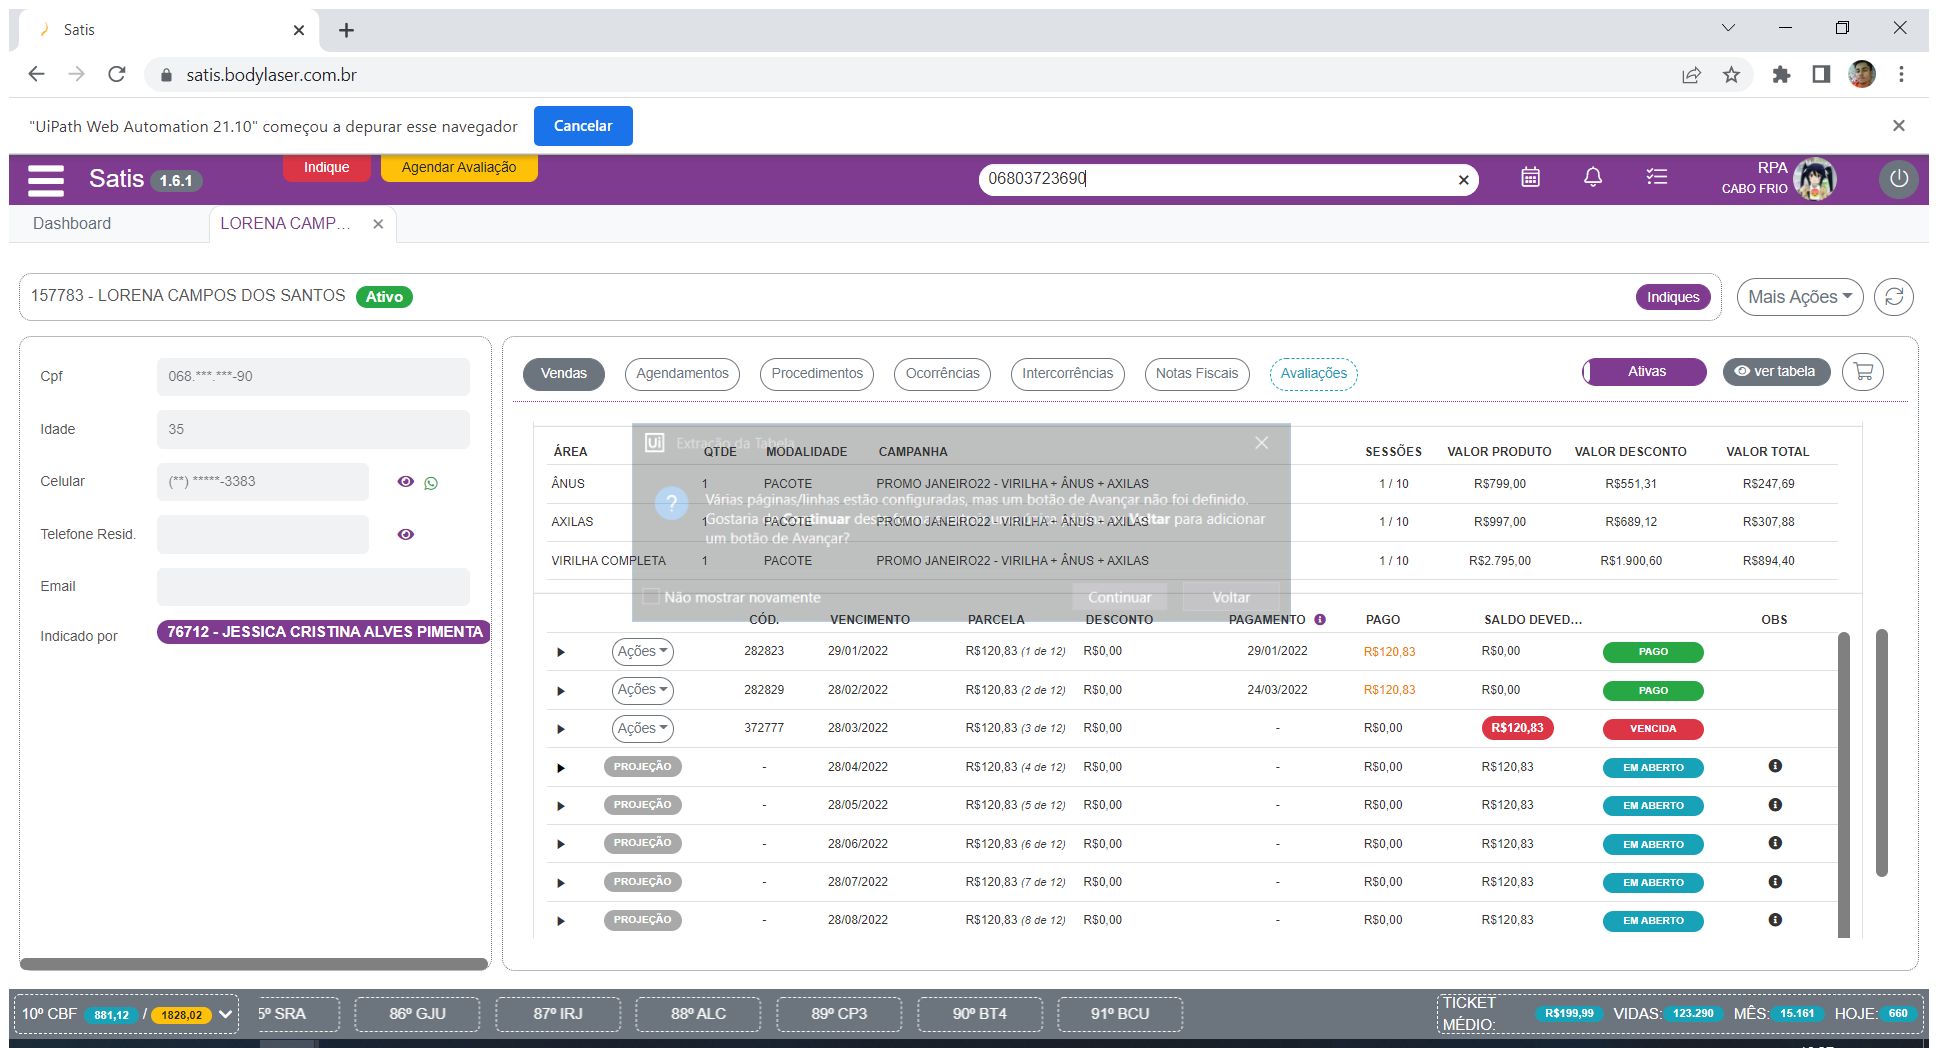 Satis
satis.bodylaser.com.br
"UiPath Web Automation 21.10" começou a depurar esse navegador
Cancelar
Satis 1.6.1
Indique
Agendar Avaliação
06803723690
RPA
CABO FRIO
Dashboard
LORENA CAMP...
157783 - LORENA CAMPOS DOS SANTOS Ativo
Indiques
Mais Ações
Cpf 068.***.***-90
Idade 35
Celular (**) *****-3383
Telefone Resid.
Email
Indicado por 76712 - JESSICA CRISTINA ALVES PIMENTA
Vendas Agendamentos Procedimentos Ocorrências Intercorrências Notas Fiscais Avaliações Ativas ver tabela
Ui Extração da Tabela
ÁREA QTDE MODALIDADE CAMPANHA SESSÕES VALOR PRODUTO VALOR DESCONTO VALOR TOTAL
ÂNUS 1 PACOTE PROMO JANEIRO22 - VIRILHA + ÂNUS + AXILAS 1 / 10 R$799,00 R$551,31 R$247,69
Várias páginas/linhas estão configuradas, mas um botão de Avançar não foi definido.
AXILAS 1 PACOTE PROMO JANEIRO22 - VIRILHA + ÂNUS + AXILAS 1 / 10 R$997,00 R$689,12 R$307,88
Gostaria de Continuar Voltar para adicionar
um botão de Avançar?
VIRILHA COMPLETA 1 PACOTE PROMO JANEIRO22 - VIRILHA + ÂNUS + AXILAS 1 / 10 R$2.795,00 R$1.900,60 R$894,40
Não mostrar novamente Continuar Voltar
CÓD. VENCIMENTO PARCELA DESCONTO PAGAMENTO PAGO SALDO DEVED... OBS
Ações 282823 29/01/2022 R$120,83 (1 de 12) R$0,00 29/01/2022 R$120,83 R$0,00 PAGO
Ações 282829 28/02/2022 R$120,83 (2 de 12) R$0,00 24/03/2022 R$120,83 R$0,00 PAGO
Ações 372777 28/03/2022 R$120,83 (3 de 12) R$0,00 - R$0,00 R$120,83 VENCIDA
PROJEÇÃO - 28/04/2022 R$120,83 (4 de 12) R$0,00 - R$0,00 R$120,83 EM ABERTO
PROJEÇÃO - 28/05/2022 R$120,83 (5 de 12) R$0,00 - R$0,00 R$120,83 EM ABERTO
PROJEÇÃO - 28/06/2022 R$120,83 (6 de 12) R$0,00 - R$0,00 R$120,83 EM ABERTO
PROJEÇÃO - 28/07/2022 R$120,83 (7 de 12) R$0,00 - R$0,00 R$120,83 EM ABERTO
PROJEÇÃO - 28/08/2022 R$120,83 (8 de 12) R$0,00 - R$0,00 R$120,83 EM ABERTO
10º CBF 881,12 / 1828,02 5º SRA 86º GJU 87º IRJ 88º ALC 89º CP3 90º BT4 91º BCU TICKET MÉDIO: R$199,99 VIDAS: 123.290 MÊS: 15.161 HOJE: 660